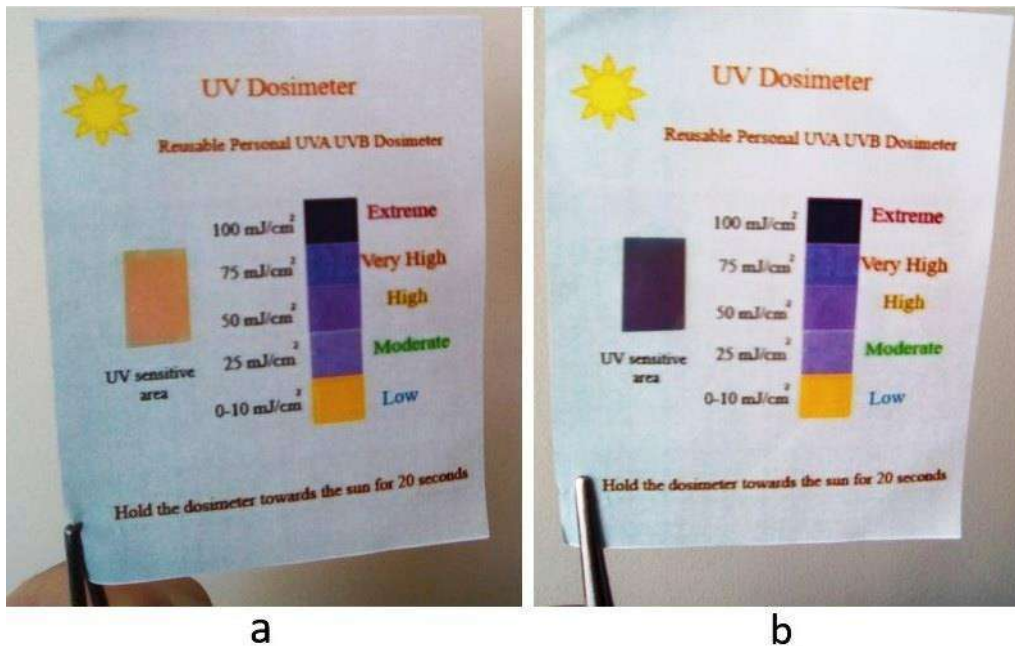 UV Dosimeter
Reusable Personal UVA UVB Dosimeter
100 mJ/cm²
Extreme
75 mJ/cm²
Very High
50 mJ/cm²
High
25 mJ/cm²
Moderate
0-10 mJ/cm²
Low
UV sensitive
area
Hold the dosimeter towards the sun for 20 seconds
a
UV Dosimeter
Reusable Personal UVA UVB Dosimeter
100 mJ/cm²
Extreme
75 mJ/cm²
Very High
50 mJ/cm²
High
25 mJ/cm²
Moderate
0-10 mJ/cm²
Low
UV sensitive
area
Hold the dosimeter towards the sun for 20 seconds
b